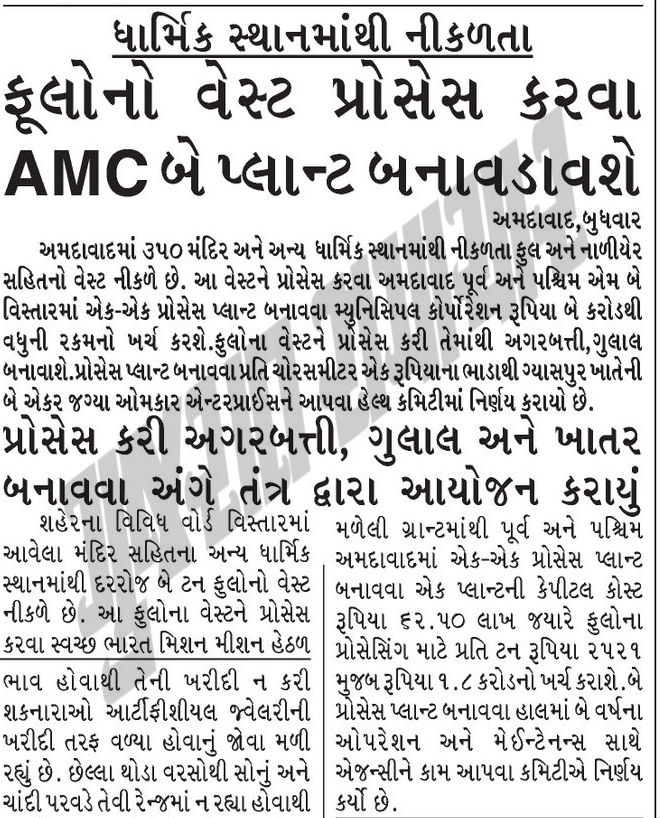 ધાર્મિક સ્થાનમાંથી નીકળતા
ફૂલોનો વેસ્ટ પ્રોસેસ કરવા
AMC બે પ્લાન્ટ બનાવડાવશે
અમદાવાદ,બુધવાર
અમદાવાદમાં ૩૫૦ મંદિર અને અન્ય ધાર્મિક સ્થાનમાંથી નીકળતા ફુલ અને નાળીયેર
સહિતનો વેસ્ટ નીકળે છે. આ વેસ્ટને પ્રોસેસ કરવા અમદાવાદ પૂર્વ અને પશ્ચિમ એમ બે
વિસ્તારમાં એક-એક પ્રોસેસ પ્લાન્ટ બનાવવા મ્યુનિસિપલ કોર્પોરેશન રૂપિયા બે કરોડથી
વધુની રકમનો ખર્ચ કરશે.ફુલોના વેસ્ટને પ્રોસેસ કરી તેમાંથી અગરબત્તી,ગુલાલ
બનાવાશે.પ્રોસેસ પ્લાન્ટ બનાવવા પ્રતિ ચોરસમીટર એક રૂપિયાના ભાડાથી ગ્યાસપુર ખાતેની
બે એકર જગ્યા ઓમકાર એન્ટરપ્રાઈસને આપવા હેલ્થ કમિટીમાં નિર્ણય કરાયો છે.
પ્રોસેસ કરી અગરબત્તી, ગુલાલ અને ખાતર
બનાવવા અંગે તંત્ર દ્વારા આયોજન કરાયું
શહેરના વિવિધ વોર્ડ વિસ્તારમાં
આવેલા મંદિર સહિતના અન્ય ધાર્મિક
સ્થાનમાંથી દરરોજ બે ટન ફુલોનો વેસ્ટ
નીકળે છે. આ ફુલોના વેસ્ટને પ્રોસેસ
કરવા સ્વચ્છ ભારત મિશન મીશન હેઠળ
મળેલી ગ્રાન્ટમાંથી પૂર્વ અને પશ્ચિમ
અમદાવાદમાં એક-એક પ્રોસેસ પ્લાન્ટ
બનાવવા એક પ્લાન્ટની કેપીટલ કોસ્ટ
રૂપિયા ૬૨.૫૦ લાખ જયારે ફુલોના
પ્રોસેસિંગ માટે પ્રતિ ટન રૂપિયા ૨૫૨૧
મુજબ રૂપિયા ૧.૮ કરોડનો ખર્ચ કરાશે.બે
પ્રોસેસ પ્લાન્ટ બનાવવા હાલમાં બે વર્ષના
ઓપરેશન અને મેઈન્ટેનન્સ સાથે
એજન્સીને કામ આપવા કમિટીએ નિર્ણય
કર્યો છે.
ભાવ હોવાથી તેની ખરીદી ન કરી
શકનારાઓ આર્ટીફીશીયલ જ્વેલરીની
ખરીદી તરફ વળ્યા હોવાનું જોવા મળી
રહ્યું છે. છેલ્લા થોડા વરસોથી સોનું અને
ચાંદી પરવડે તેવી રેન્જમાં ન રહ્યા હોવાથી
ગુજરાત સમાચાર